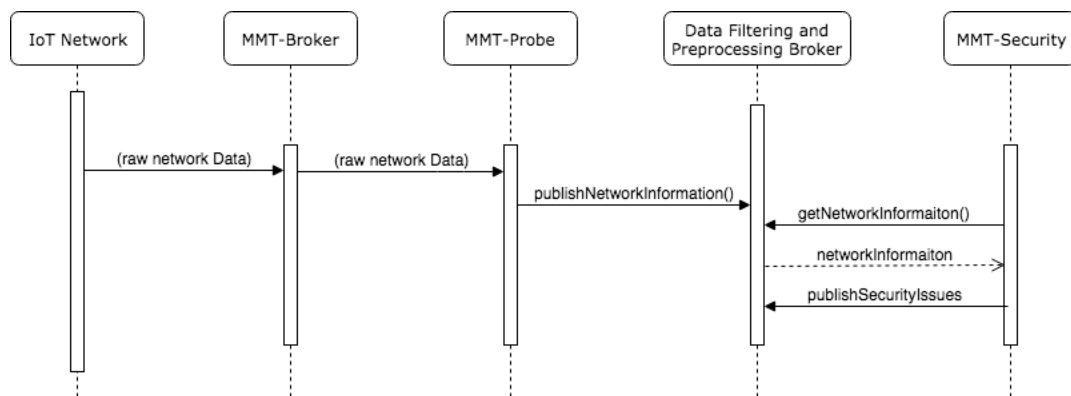 IoT Network
MMT-Broker
MMT-Probe
Data Filtering and
Preprocessing Broker
MMT-Security
(raw network Data)
(raw network Data)
publishNetworkInformation()
getNetworkInformaiton()
networkInformaiton
publishSecurityIssues